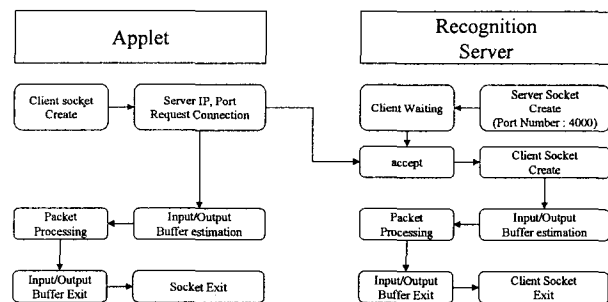 Applet
Recognition
Server
Client socket
Create
Server IP, Port
Request Connection
Client Waiting
Server Socket
Create
(Port Number : 4000)
accept
Client Socket
Create
Packet
Processing
Input/Output
Buffer estimation
Packet
Processing
Input/Output
Buffer estimation
Input/Output
Buffer Exit
Socket Exit
Input/Output
Buffer Exit
Client Socket
Exit